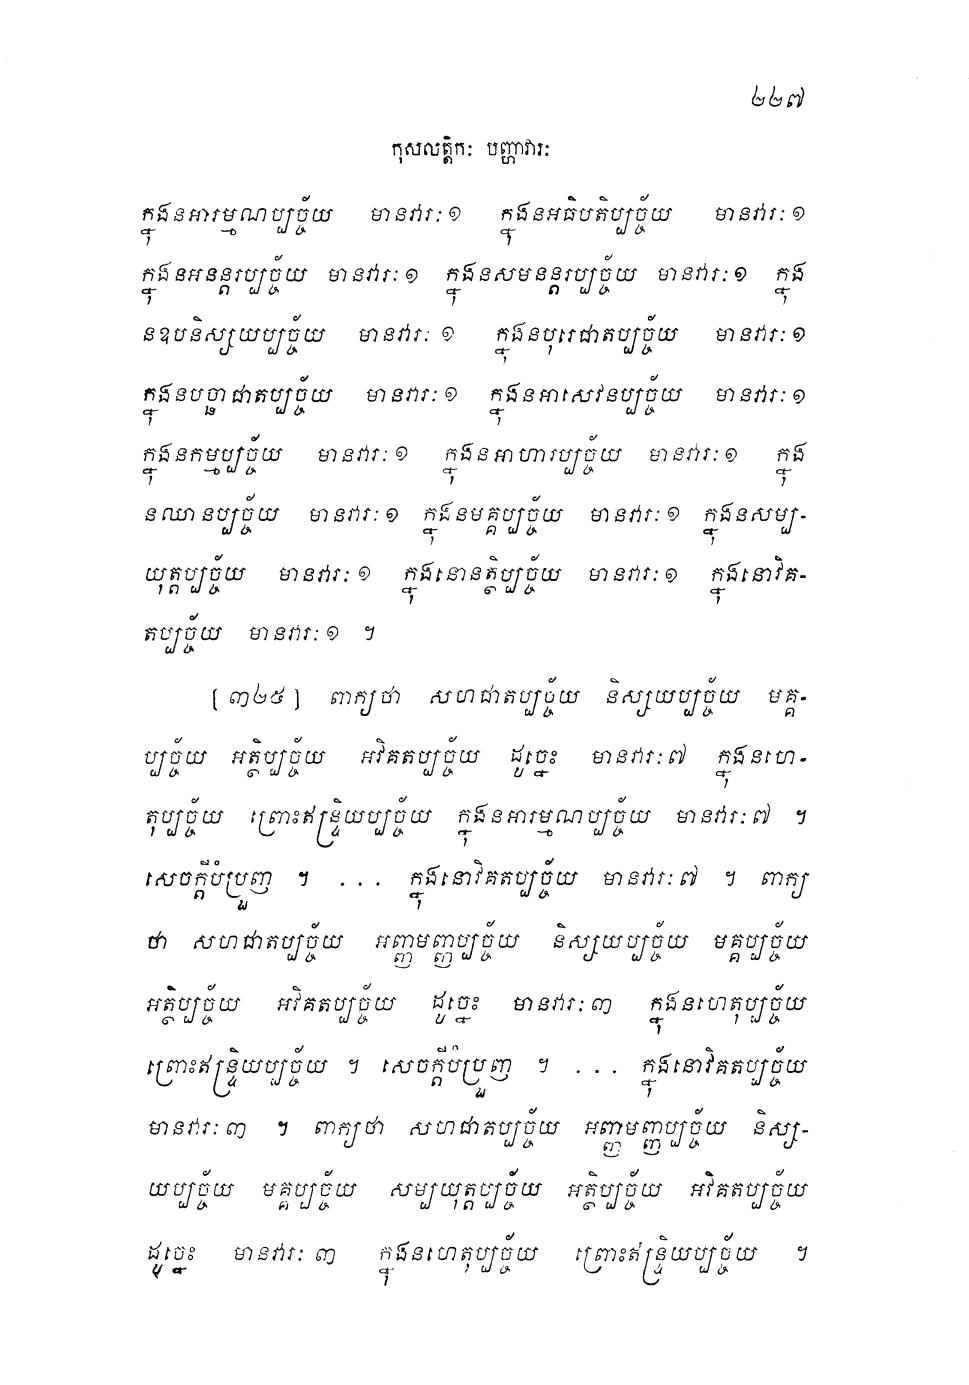 ២២៧
កុសលត្តិកៈ បញ្ហាវារៈ
ក្នុងនអារម្មណប្បច្ច័យ មានវារៈ១ ក្នុងនអធិបតិប្បច្ច័យ មានវារៈ១
ក្នុងនអនន្តរប្បច្ច័យ មានវារៈ១ ក្នុងនសមនន្តរប្បច្ច័យ មានវារៈ១ ក្នុង
នឧបនិស្សយប្បច្ច័យ មានវារៈ ១ ក្នុងនបុរេជាតប្បច្ច័យ មានវារៈ១
ក្នុងនបច្ឆាជាតប្បច្ច័យ មានវារៈ១ ក្នុងនអាសេវនប្បច្ច័យ មានវារៈ១
ក្នុងនកម្មប្បច្ច័យ មានវារៈ១ ក្នុងនអាហារប្បច្ច័យ មានវារៈ១ ក្នុង
នឈានប្បច្ច័យ មានវារៈ១ ក្នុងនមគ្គប្បច្ច័យ មានវារៈ១ ក្នុងនសម្ប-
យុត្តប្បច្ច័យ មានវារៈ១ ក្នុងនោនត្ថិប្បច្ច័យ មានវារៈ១ ក្នុងនោវិគ-
តប្បច្ច័យ មានវារៈ១ ។
[៣២៥] ពាក្យថា សហជាតប្បច្ច័យ និស្សយប្បច្ច័យ មគ្គ-
ប្បច្ច័យ អត្ថិប្បច្ច័យ អវិគតប្បច្ច័យ ដូច្នេះ មានវារៈ៧ ក្នុងនហេ-
តុប្បច្ច័យ ព្រោះឥន្ទ្រិយប្បច្ច័យ ក្នុងនអារម្មណប្បច្ច័យ មានវារៈ៧ ។
សេចក្តីបំប្រួញ ។ ... ក្នុងនោវិគតប្បច្ច័យ មានវារៈ៧ ។ ពាក្យ
ថា សហជាតប្បច្ច័យ អញ្ញមញ្ញប្បច្ច័យ និស្សយប្បច្ច័យ មគ្គប្បច្ច័យ
អត្ថិប្បច្ច័យ អវិគតប្បច្ច័យ ដូច្នេះ មានវារៈ៣ ក្នុងនហេតុប្បច្ច័យ
ព្រោះឥន្ទ្រិយប្បច្ច័យ ។ សេចក្តីបំប្រួញ ។ ... ក្នុងនោវិគតប្បច្ច័យ
មានវារៈ៣ ។ ពាក្យថា សហជាតប្បច្ច័យ អញ្ញមញ្ញប្បច្ច័យ និស្ស-
យប្បច្ច័យ មគ្គប្បច្ច័យ សម្បយុត្តប្បច្ច័យ អត្ថិប្បច្ច័យ អវិគតប្បច្ច័យ
ដូច្នេះ មានវារៈ ៣ ក្នុងនហេតុប្បច្ច័យ ព្រោះឥន្ទ្រិយប្បច្ច័យ ។